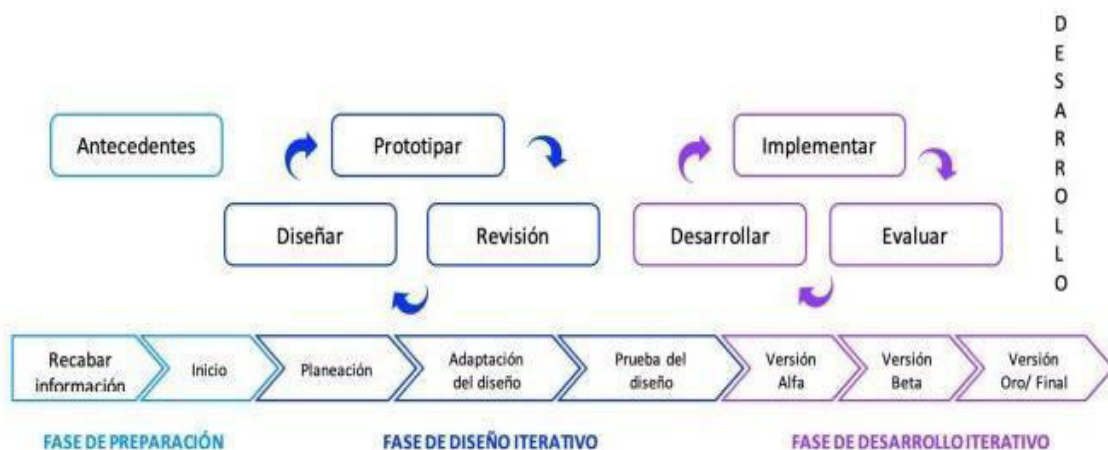 DESARROLLO
Antecedentes
Prototipar
Implementar
Diseñar
Revisión
Desarrollar
Evaluar
Recabar
información
Inicio
Planeación
Adaptación
del diseño
Prueba del
diseño
Versión
Alfa
Versión
Beta
Versión
Oro/ Final
FASE DE PREPARACIÓN
FASE DE DISEÑO ITERATIVO
FASE DE DESARROLLO ITERATIVO